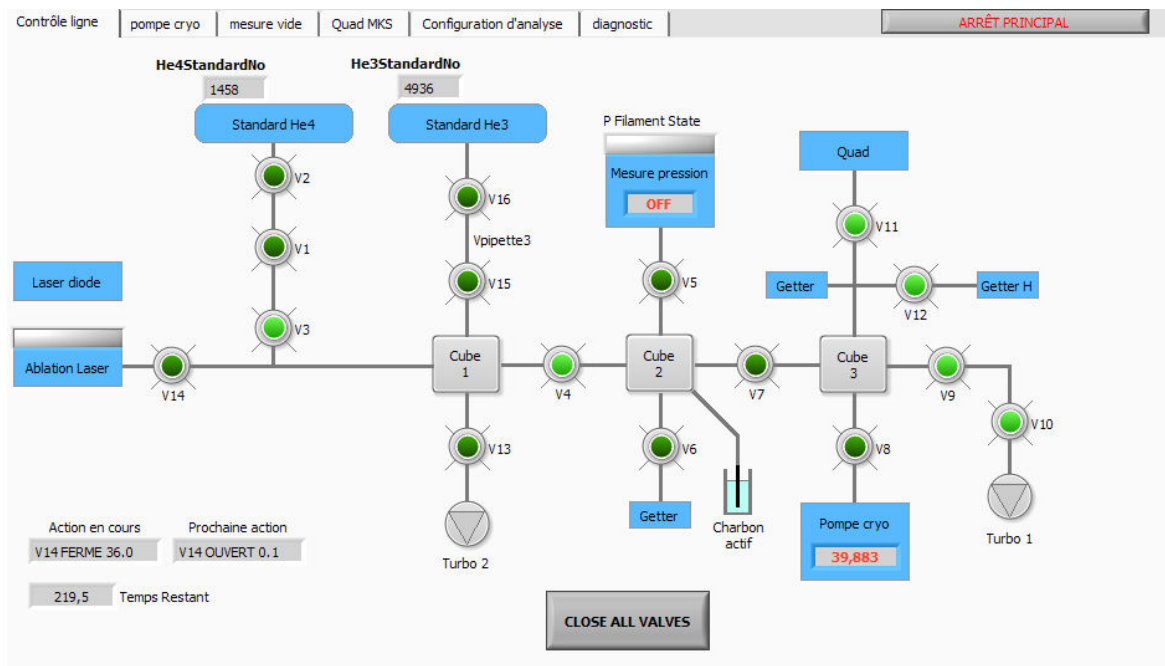 Contrôle ligne
pompe cryo
mesure vide
Quad MKS
Configuration d'analyse
diagnostic
ARRÊT PRINCIPAL
He4StandardNo
1458
He3StandardNo
4936
Standard He4
Standard He3
P Filament State
Mesure pression
OFF
Quad
V2
V16
V11
Vpipette3
V1
V15
V5
Laser diode
Getter
V12
Getter H
V3
Ablation Laser
V14
Cube
1
V4
Cube
2
V7
Cube
3
V9
V10
V13
V6
V8
Getter
Charbon
actif
Pompe cryo
39,883
Turbo 2
Turbo 1
Action en cours
V14 FERME 36.0
Prochaine action
V14 OUVERT 0.1
219,5
Temps Restant
CLOSE ALL VALVES